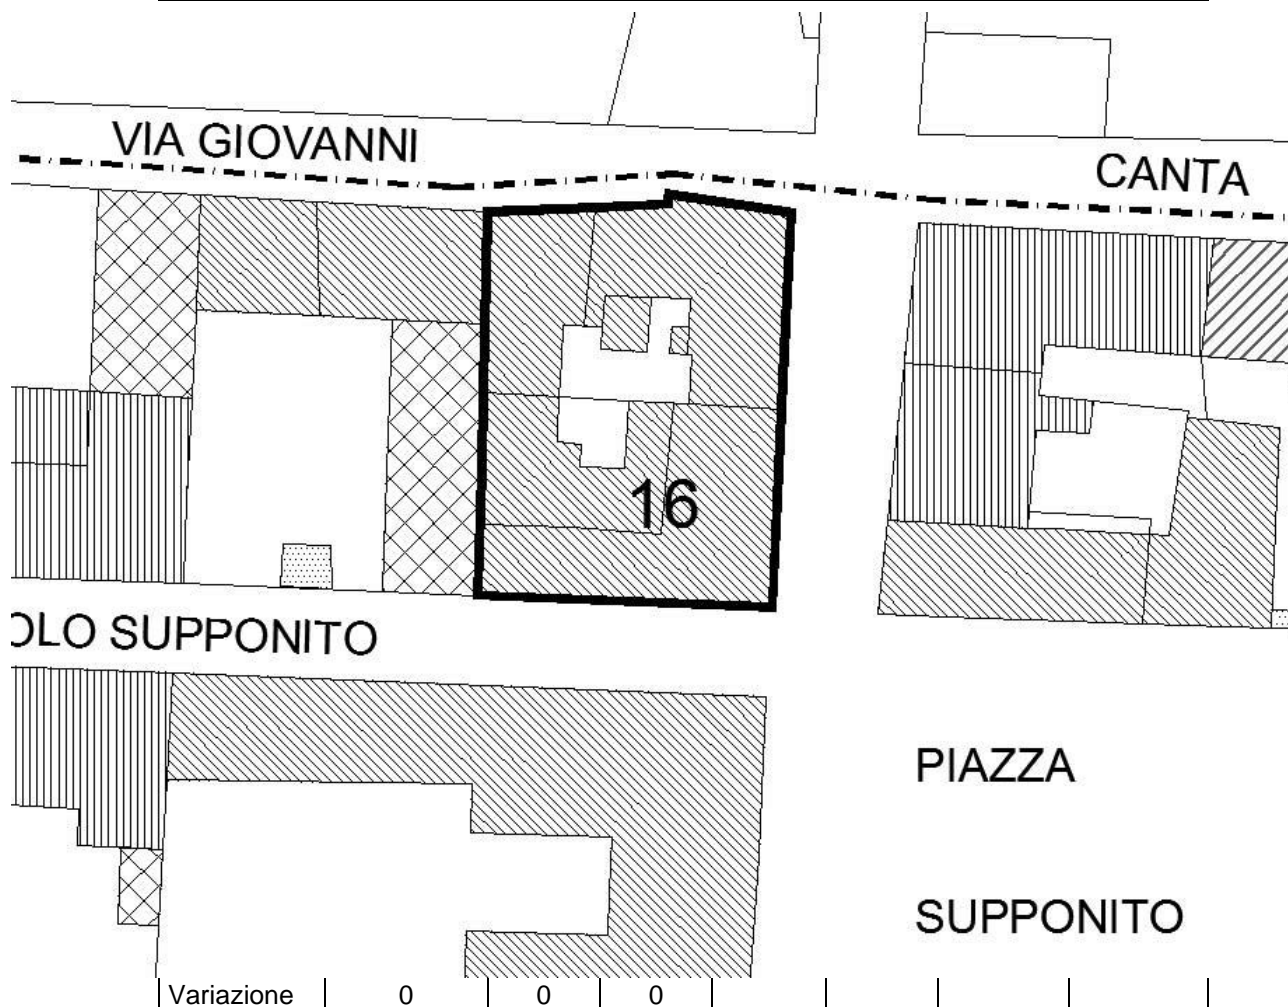 VIA GIOVANNI
CANTA
16
OLO SUPPONITO
PIAZZA
SUPPONITO
Variazione 0 0 0